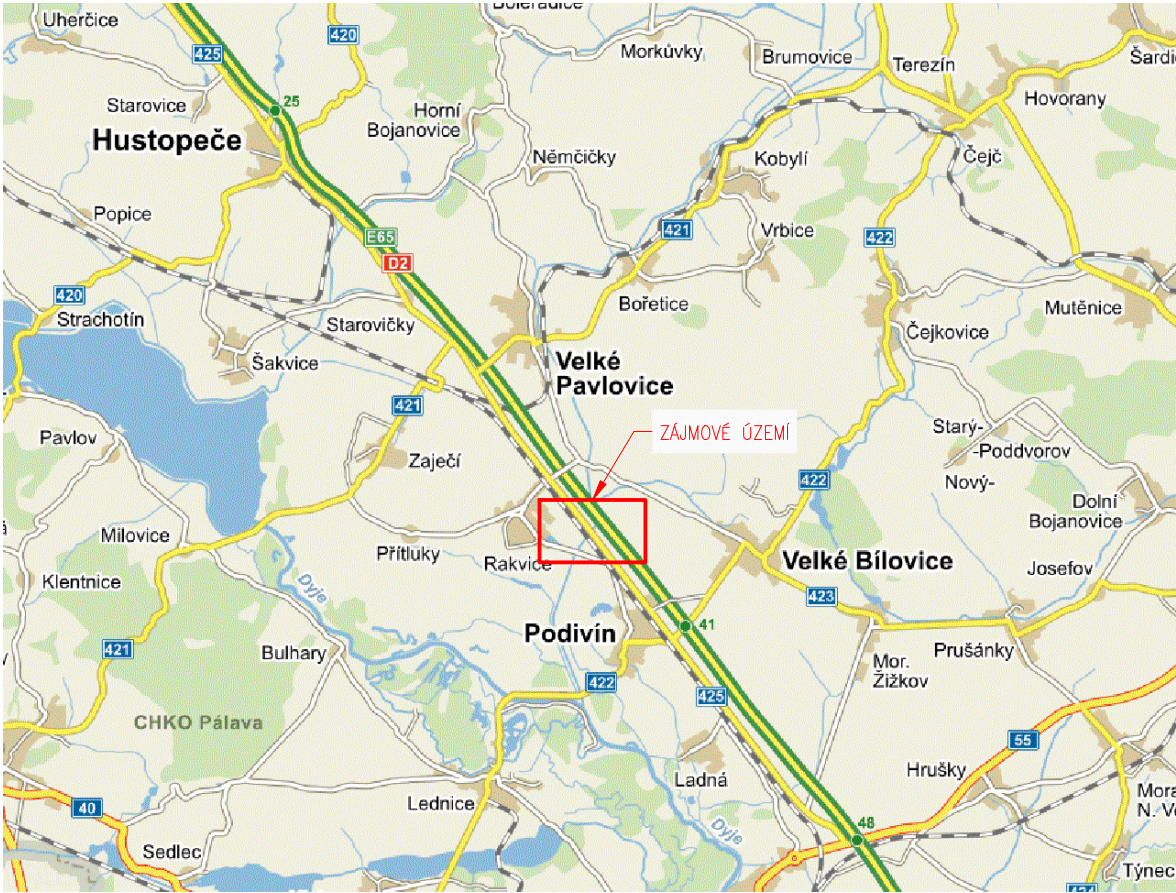 Uherčice
Boleradice
420
425
Morkůvky
Brumovice
Terezín
Starovice
25
Horní
Bojanovice
Hovorany
Hustopeče
Němčičky
Kobylí
Čejč
Popice
E65
D2
421
Vrbice
422
420
Strachotín
Starovičky
Bořetice
Mutěnice
Čejkovice
Šakvice
Velké
Pavlovice
421
ZÁJMOVÉ ÚZEMÍ
Pavlov
Zaječí
Starý-
-Poddvorov
Nový-
422
Dolní
Bojanovice
Milovice
Přítluky
Rakvice
Velké Bílovice
Klentnice
Josefov
Dyje
423
41
Podivín
421
Bulhary
Prušánky
Mor.
Žižkov
422
425
CHKO Pálava
55
Ladná
Hrušky
40
Lednice
Mora
N. V
48
Dyje
Sedlec
Týnec
424